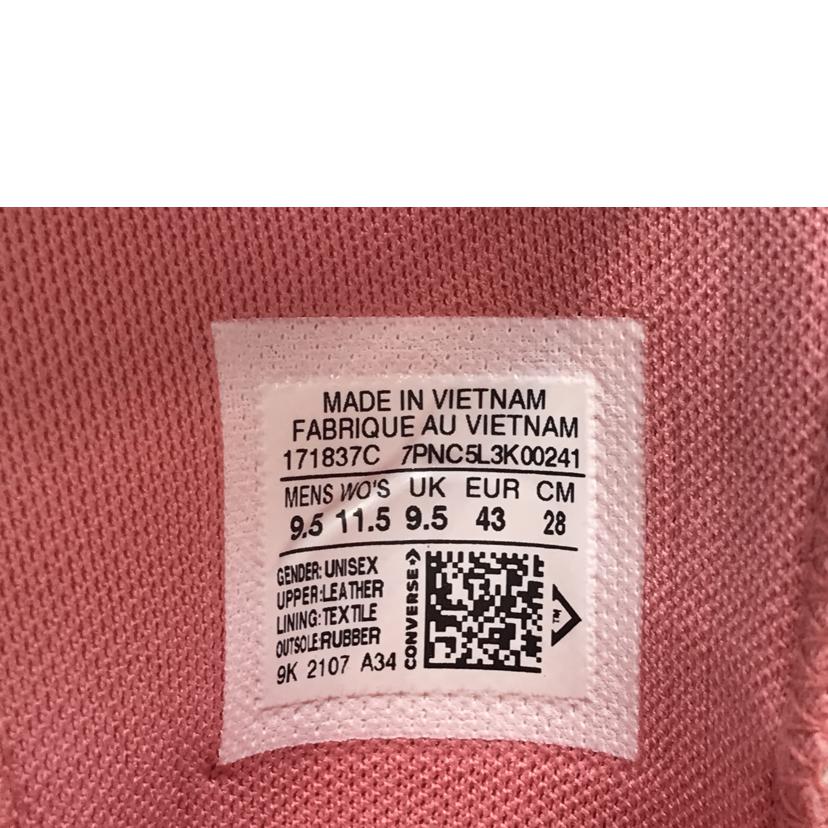 MADE IN VIETNAM
FABRIQUE AU VIETNAM
171837C 7PNC5L3K00241
MENS WO'S UK EUR CM
9.5 11.5 9.5 43 28
GENDER: UNISEX
UPPER:LEATHER
LINING:TEXTILE
OUTSOLE:RUBBER
9K 2107 A34
CONVERSE
TM